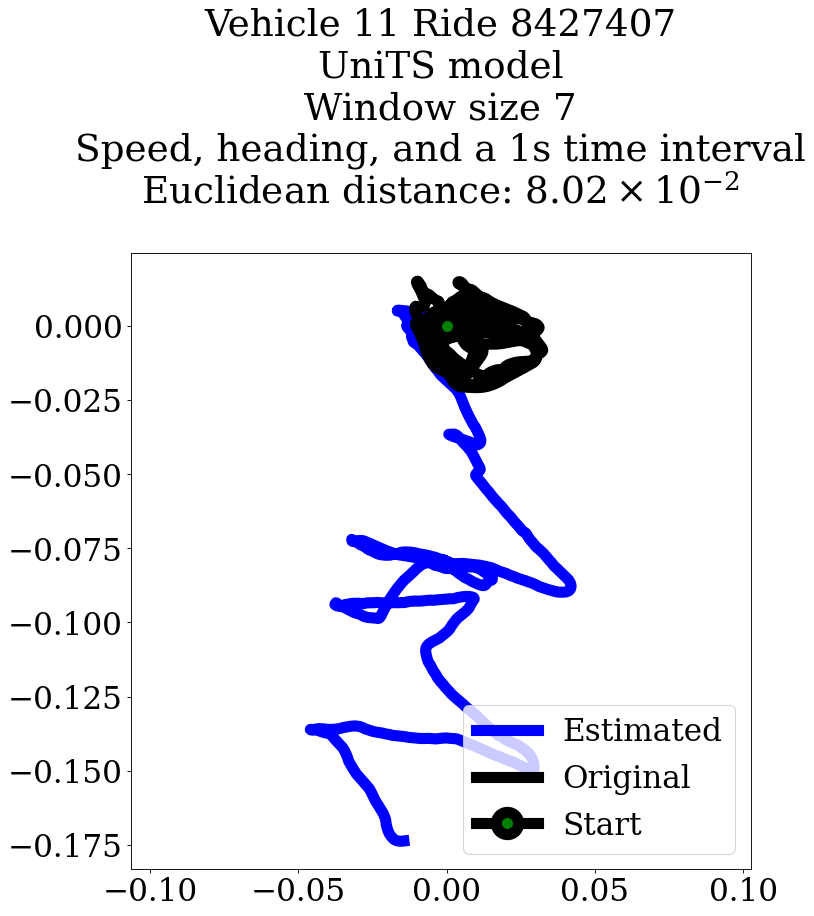 Vehicle 11 Ride 8427407
UniTS model
Window size 7
Speed, heading, and a 1s time interval
Euclidean distance: 8.02 × 10⁻²
0.000
−0.025
−0.050
−0.075
−0.100
−0.125
−0.150
−0.175
Estimated
Original
Start
−0.10 −0.05 0.00 0.05 0.10